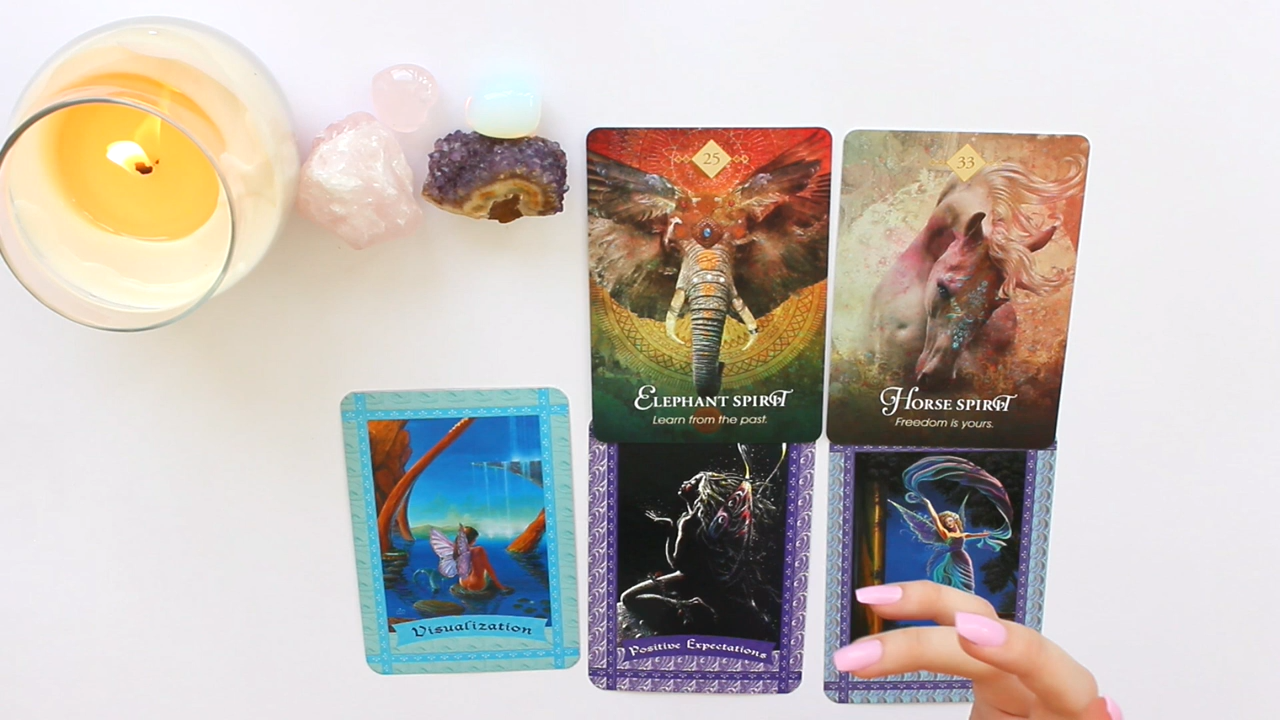 25
ELEPHANT SPIRIT
Learn from the past.
33
HORSE SPIRIT
Freedom is yours.
Visualization
Positive Expectations